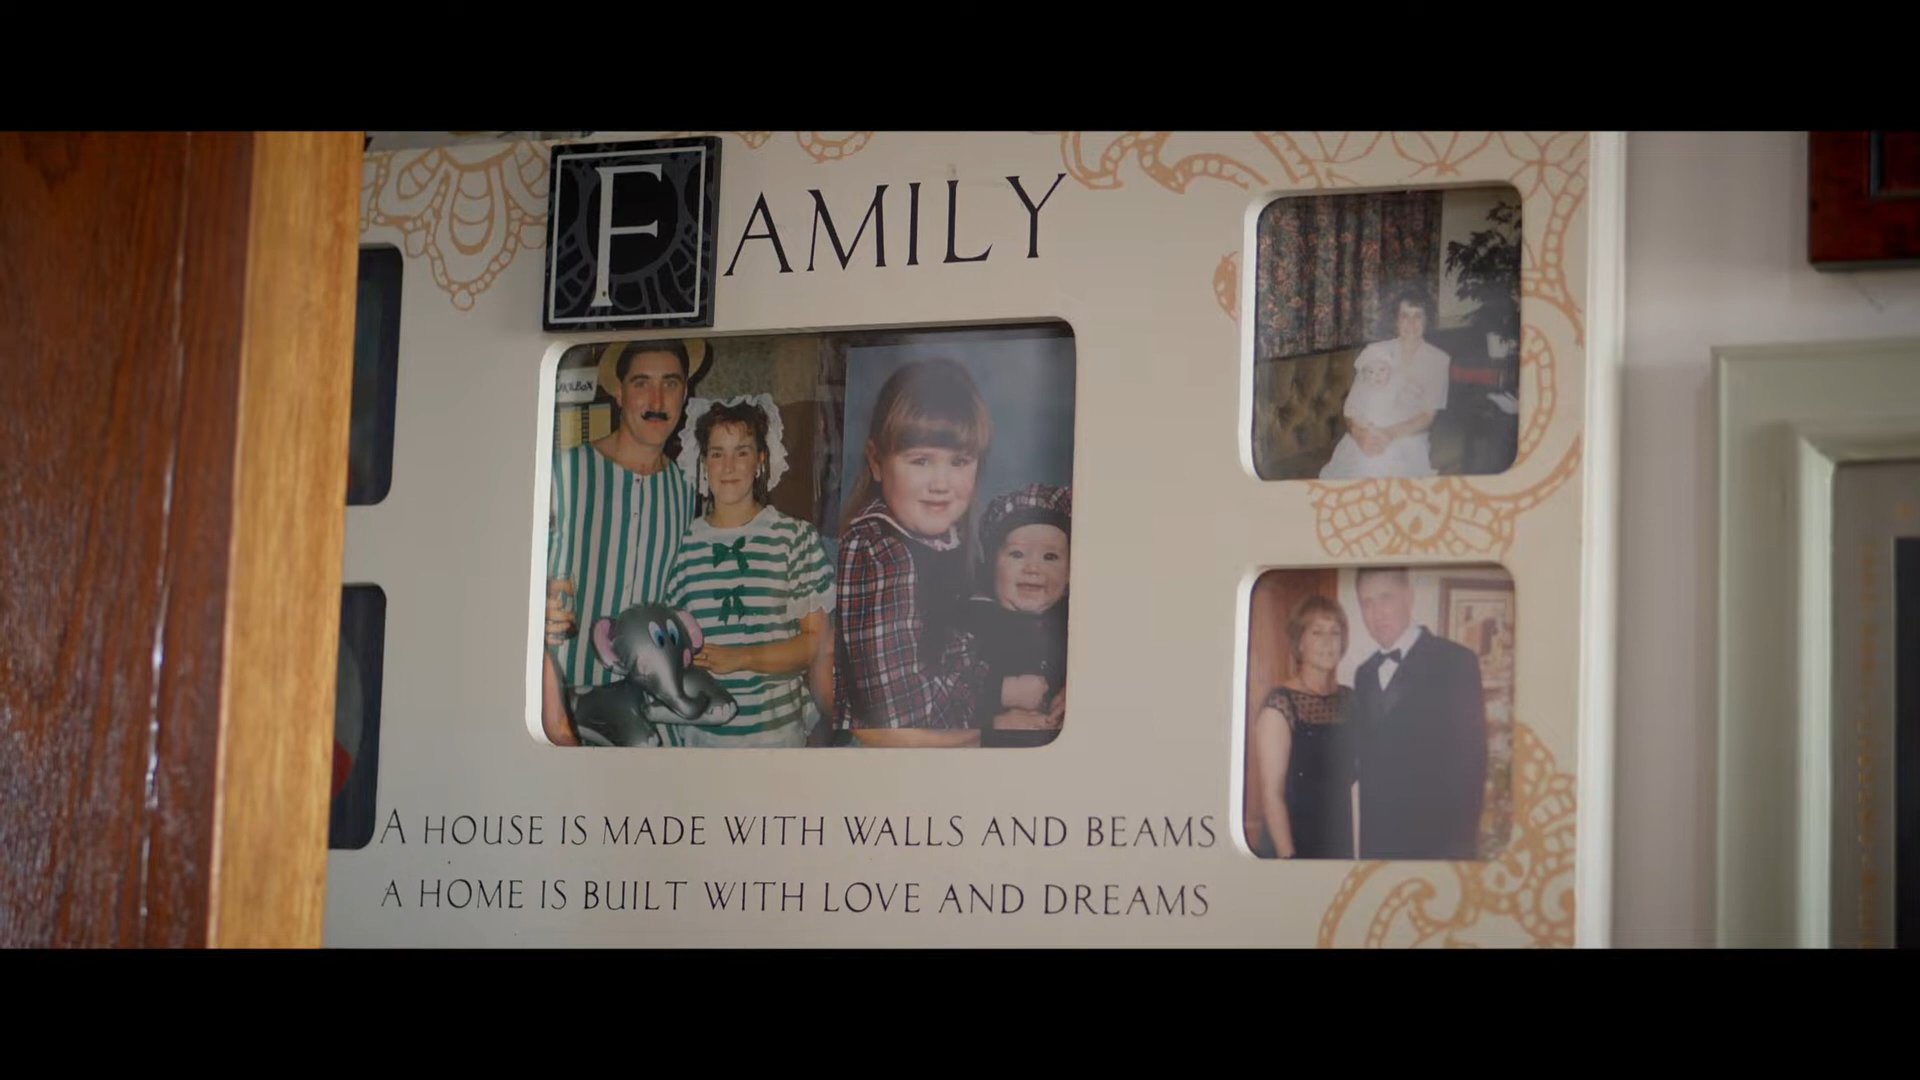 FAMILY
A HOUSE IS MADE WITH WALLS AND BEAMS
A HOME IS BUILT WITH LOVE AND DREAMS